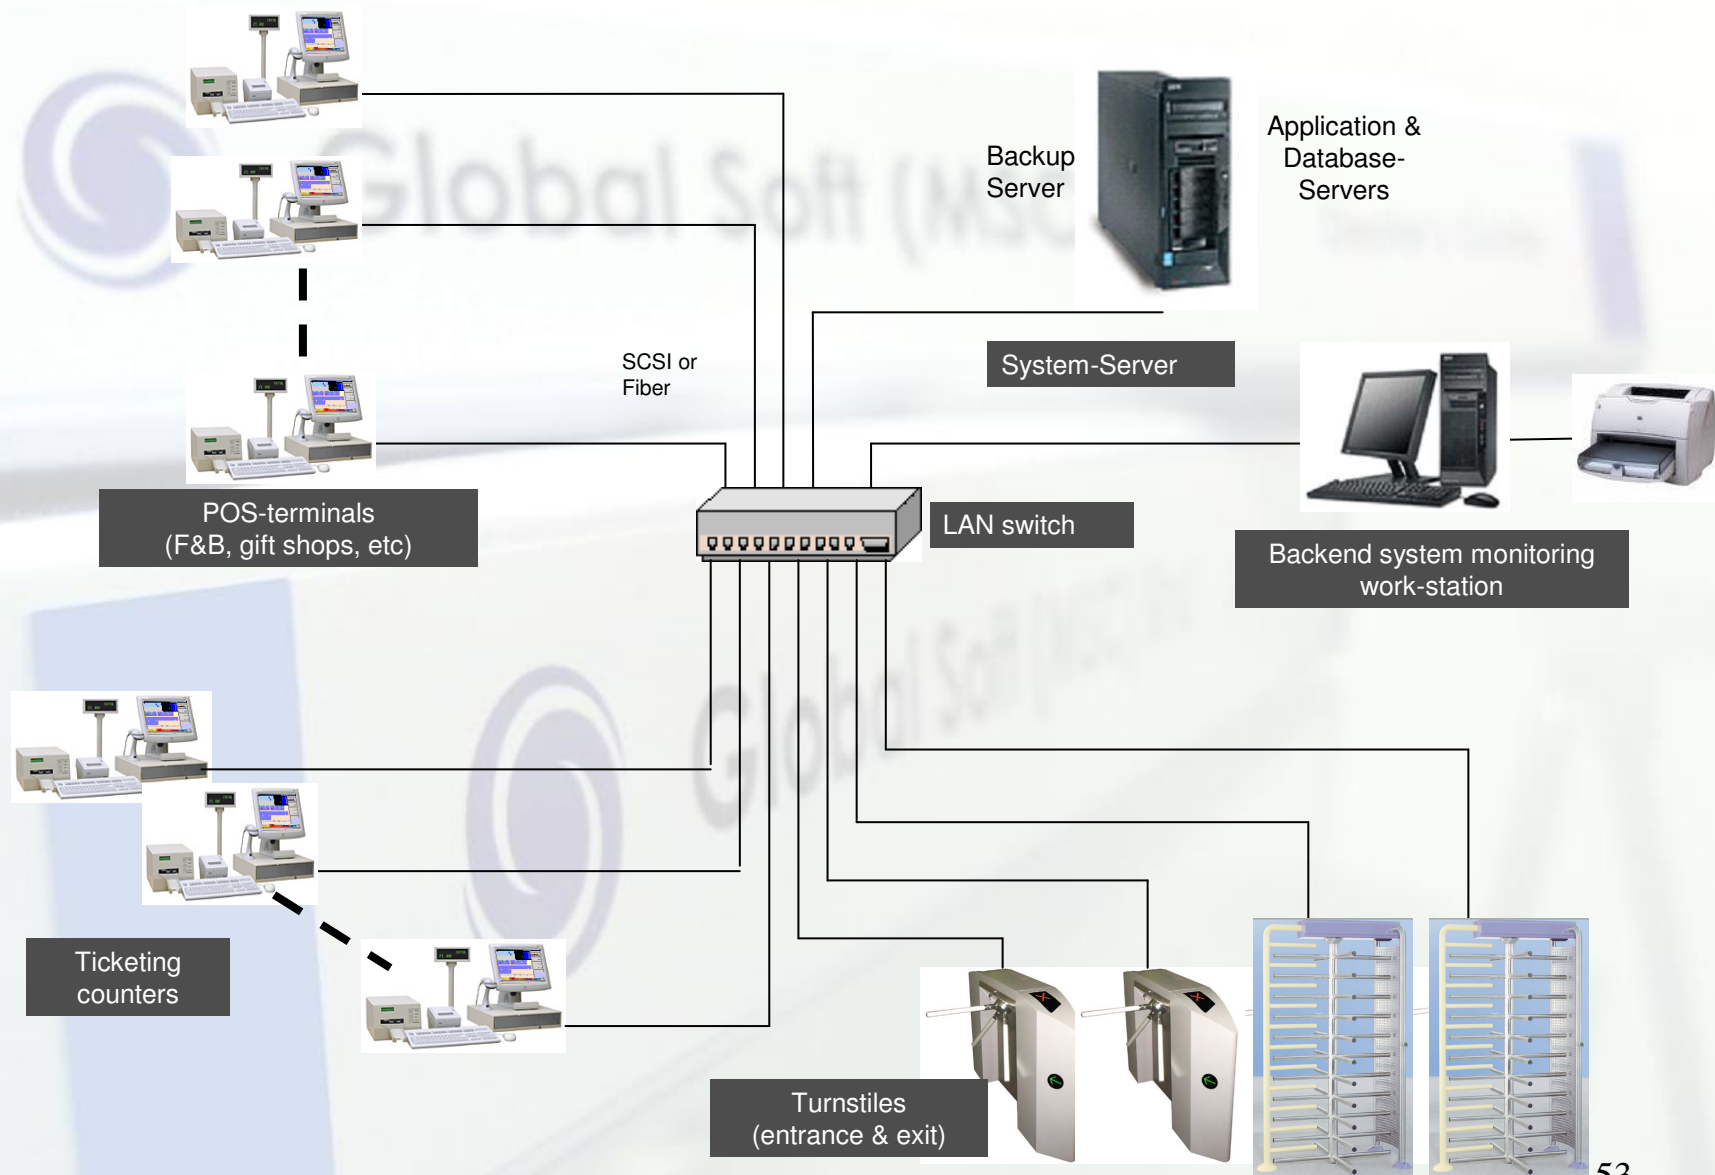 Backup
Server
Application &
Database-
Servers
SCSI or
Fiber
System-Server
POS-terminals
(F&B, gift shops, etc)
LAN switch
Backend system monitoring
work-station
Global Soft (MSC)
Global Soft (MSC)
Ticketing
counters
Turnstiles
(entrance & exit)
53